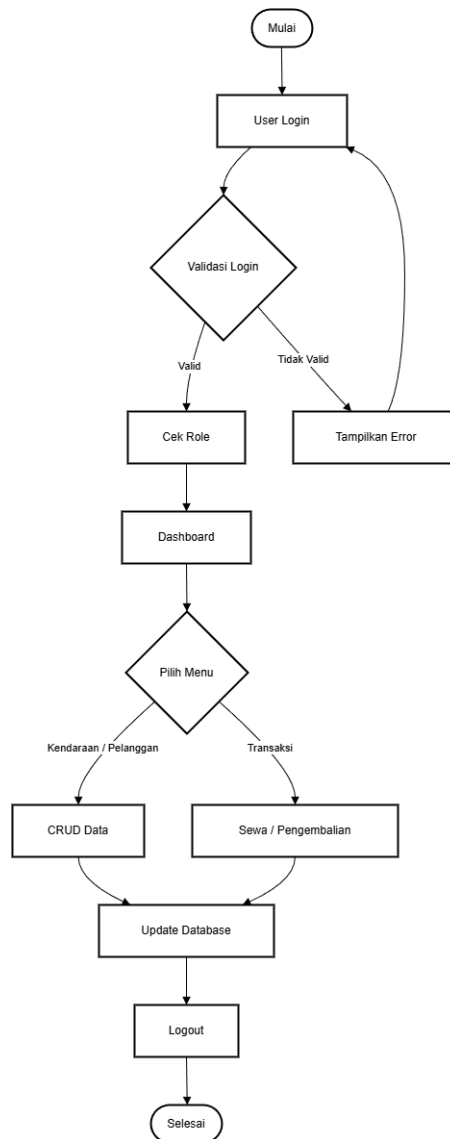 Mulai
User Login
Validasi Login
Valid
Tidak Valid
Cek Role
Tampilkan Error
Dashboard
Pilih Menu
Kendaraan / Pelanggan
Transaksi
CRUD Data
Sewa / Pengembalian
Update Database
Logout
Selesai